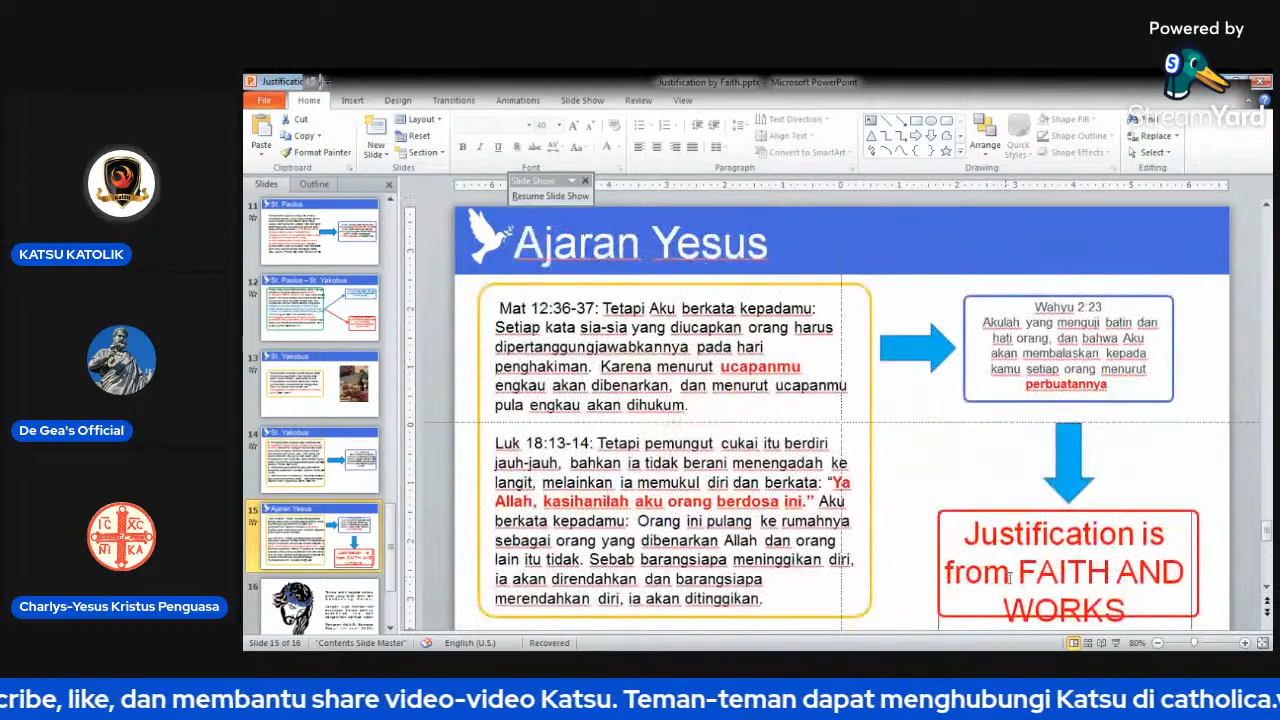 Powered by
StreamYard
Justification by Faith.pptx - Microsoft PowerPoint
File Home Insert Design Transitions Animations Slide Show Review View
Paste
Cut
Copy
Format Painter
Clipboard
New
Slide
Layout
Reset
Section
Slides
40
Font
Text Direction
Align Text
Convert to SmartArt
Paragraph
Arrange
Quick
Styles
Shape Fill
Shape Outline
Shape Effects
Drawing
Replace
Select
Editing
Slides Outline
Slide Show
Resume Slide Show
11
St. Paulus
12
St. Paulus – St. Yakobus
13
St. Yakobus
14
St. Yakobus
15
Ajaran Yesus
16
Ajaran Yesus
Mat 12:36-37: Tetapi Aku berkata kepadamu:
Setiap kata sia-sia yang diucapkan orang harus
dipertanggungjawabkannya pada hari
penghakiman. Karena menurut ucapanmu
engkau akan dibenarkan, dan menurut ucapanmu
pula engkau akan dihukum.
Tetapi pemungut cukai itu berdiri
jauh-jauh, bahkan ia tidak berani menengadah ke
langit, melainkan ia memukul diri dan berkata: “Ya
Allah, kasihanilah aku orang berdosa ini.” Aku
berkata kepadamu: Orang ini pulang ke rumahnya
sebagai orang yang dibenarkan Allah dan orang
lain itu tidak. Sebab barangsiapa meninggikan diri,
ia akan direndahkan dan barangsiapa
merendahkan diri, ia akan ditinggikan.
Wahyu 2:23
Akulah yang menguji batin dan
hati orang, dan bahwa Aku
akan membalaskan kepada
kamu setiap orang menurut
perbuatannya
Justification is
from FAITH AND
WORKS
KATSU KATOLIK
De Gea's Official
IC XC
NI KA
Charlys-Yesus Kristus Penguasa
Slide 15 of 16 "Contents Slide Master" English (U.S.) Recovered 80%
cribe, like, dan membantu share video-video Katsu. Teman-teman dapat menghubungi Katsu di catholica.